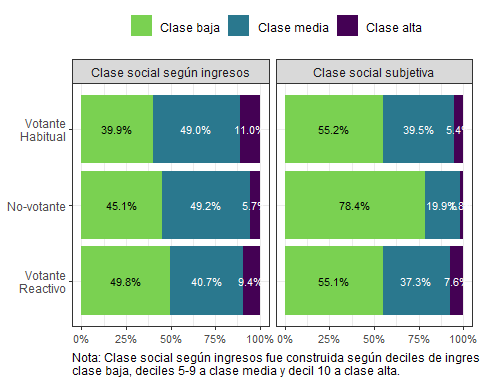 Clase baja Clase media Clase alta
Clase social según ingresos Clase social subjetiva
Votante
Habitual
39.9% 49.0% 11.0% 55.2% 39.5% 5.4%
No-votante
45.1% 49.2% 5.7% 78.4% 19.9%
Votante
Reactivo
49.8% 40.7% 9.4% 55.1% 37.3% 7.6%
0% 25% 50% 75% 100% 0% 25% 50% 75% 100%
Nota: Clase social según ingresos fue construida según deciles de ingres
clase baja, deciles 5-9 a clase media y decil 10 a clase alta.